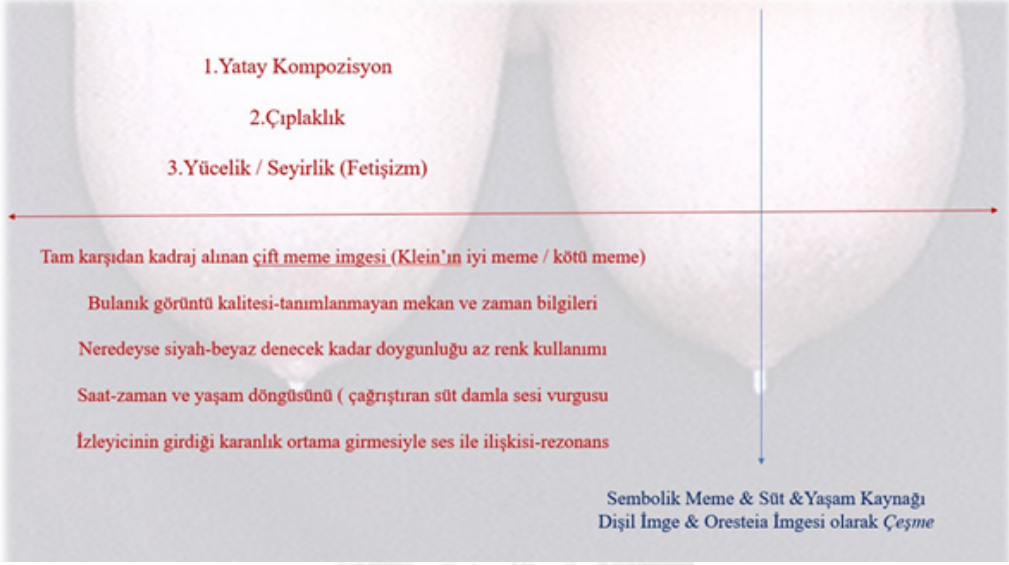 1.Yatay Kompozisyon
2.Çıplaklık
3.Yücelik / Seyirlik (Fetişizm)
Tam karşıdan kadraj alınan çift meme imgesi (Klein’ın iyi meme / kötü meme)
Bulanık görüntü kalitesi-tanımlanmayan mekan ve zaman bilgileri
Neredeyse siyah-beyaz denecek kadar doygunluğu az renk kullanımı
Saat-zaman ve yaşam döngüsünü ( çağrıştıran süt damla sesi vurgusu
İzleyicinin girdiği karanlık ortama girmesiyle ses ile ilişkisi-rezonans
Sembolik Meme & Süt &Yaşam Kaynağı
Dişil İmge & Oresteia İmgesi olarak Çeşme